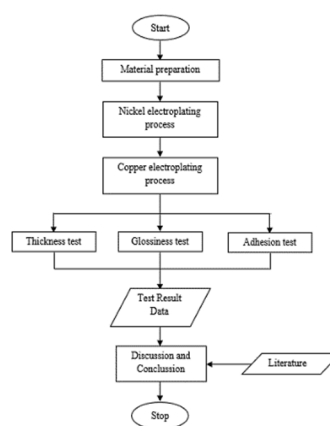 Start
Material preparation
Nickel electroplating
process
Copper electroplating
process
Thickness test
Glossiness test
Adhesion test
Test Result
Data
Discussion and
Conclussion
Literature
Stop